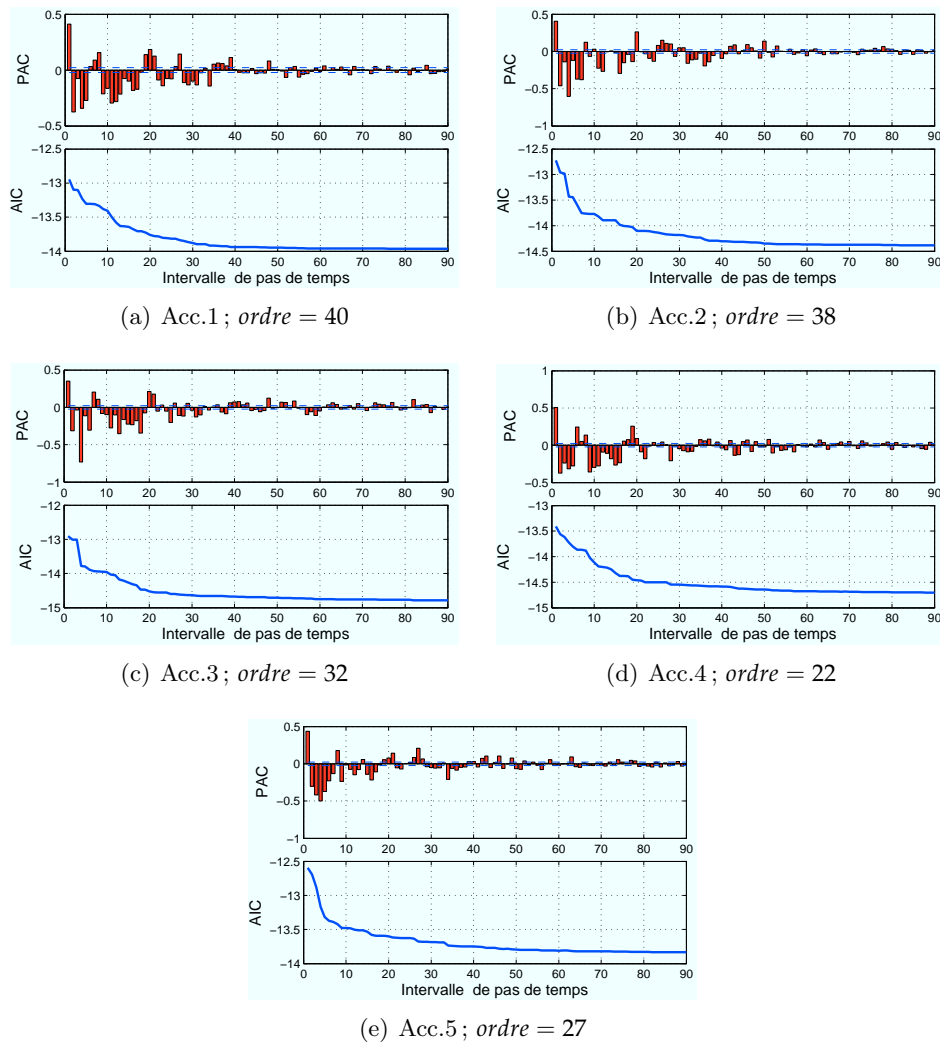 0.5
0
−0.5
PAC
0 10 20 30 40 50 60 70 80 90
−12.5
−13
−13.5
−14
AIC
0 10 20 30 40 50 60 70 80 90
Intervalle de pas de temps
(a) Acc.1 ; ordre = 40
0.5
0
−0.5
−1
PAC
0 10 20 30 40 50 60 70 80 90
−12.5
−13
−13.5
−14
−14.5
AIC
0 10 20 30 40 50 60 70 80 90
Intervalle de pas de temps
(b) Acc.2 ; ordre = 38
0.5
0
−0.5
−1
PAC
0 10 20 30 40 50 60 70 80 90
−12
−13
−14
−15
AIC
0 10 20 30 40 50 60 70 80 90
Intervalle de pas de temps
(c) Acc.3 ; ordre = 32
1
0.5
0
−0.5
PAC
0 10 20 30 40 50 60 70 80 90
−13
−13.5
−14
−14.5
−15
AIC
0 10 20 30 40 50 60 70 80 90
Intervalle de pas de temps
(d) Acc.4 ; ordre = 22
0.5
0
−0.5
−1
PAC
0 10 20 30 40 50 60 70 80 90
−12.5
−13
−13.5
−14
AIC
0 10 20 30 40 50 60 70 80 90
Intervalle de pas de temps
(e) Acc.5 ; ordre = 27